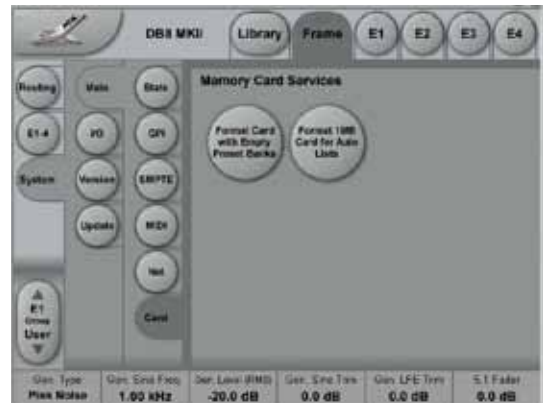 DB8 MKII
Library
Frame
E1
E2
E3
E4
Routing
Main
Stats
Memory Card Services
E1-4
I/O
GPI
Format Card
with Empty
Preset Banks
Format 1MB
Card for Auto
Lists
System
Version
SMPTE
Update
MIDI
Net
Card
E1
User
Gen. Type
Gen. Sine Freq
Gen. Level (RMS)
Gen. Sine Trim
Gen. LFE Trim
5.1 Fader
Pink Noise
1.00 kHz
-20.0 dB
0.0 dB
0.0 dB
0.0 dB